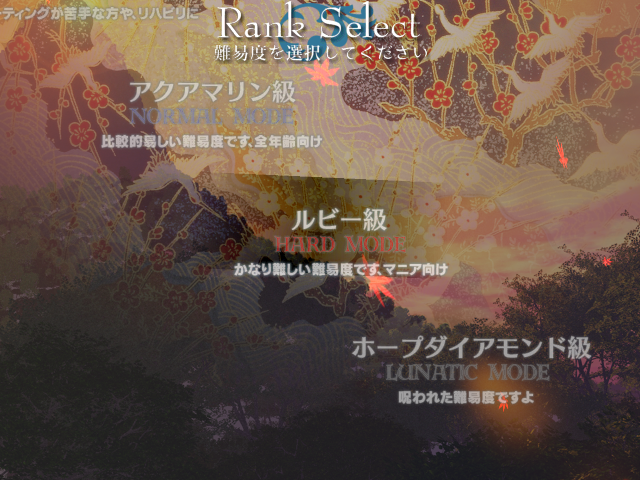 ーティングが苦手な方や、リハビリに
Rank Select
難易度を選択してください
アクアマリン級
NORMAL MODE
比較的易しい難易度です、全年齢向け
ルビー級
HARD MODE
かなり難しい難易度です、マニア向け
ホープダイアモンド級
LUNATIC MODE
呪われた難易度ですよ